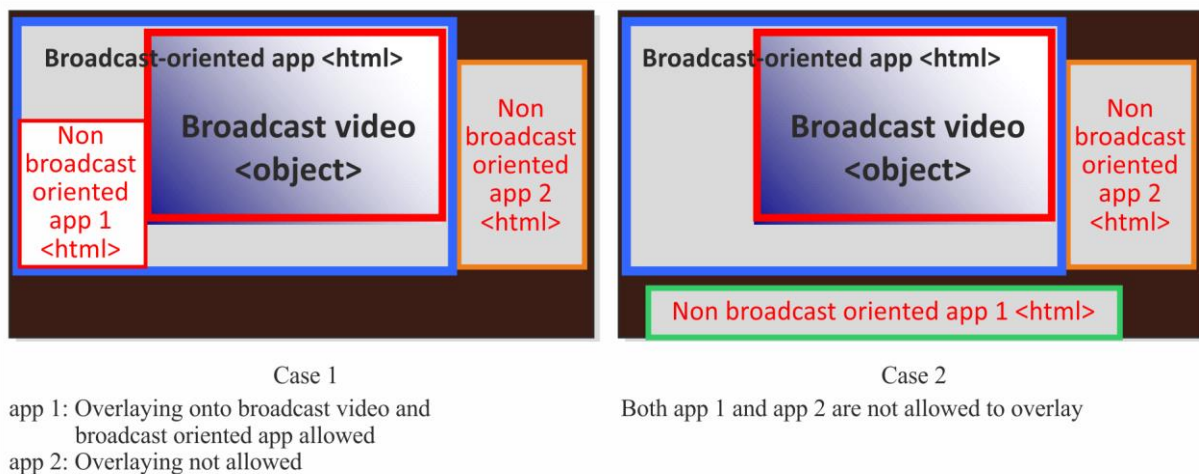 Broadcast-oriented app <html>
Broadcast video
<object>
Non
broadcast
oriented
app 1
<html>
Non
broadcast
oriented
app 2
<html>
Case 1
app 1: Overlaying onto broadcast video and
broadcast oriented app allowed
app 2: Overlaying not allowed
Broadcast-oriented app <html>
Broadcast video
<object>
Non
broadcast
oriented
app 2
<html>
Non broadcast oriented app 1 <html>
Case 2
Both app 1 and app 2 are not allowed to overlay